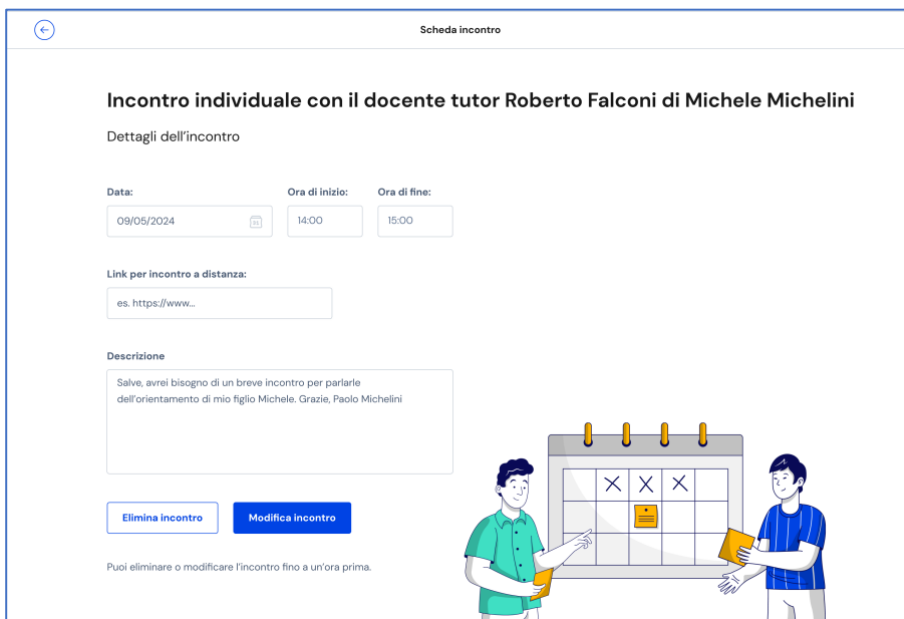 Scheda incontro
Incontro individuale con il docente tutor Roberto Falconi di Michele Michelini
Dettagli dell'incontro
Data: Ora di inizio: Ora di fine:
09/05/2024 31 14:00 15:00
Link per incontro a distanza:
es. https://www...
Descrizione
Salve, avrei bisogno di un breve incontro per parlarle
dell'orientamento di mio figlio Michele. Grazie, Paolo Michelini
Elimina incontro Modifica incontro
Puoi eliminare o modificare l'incontro fino a un'ora prima.